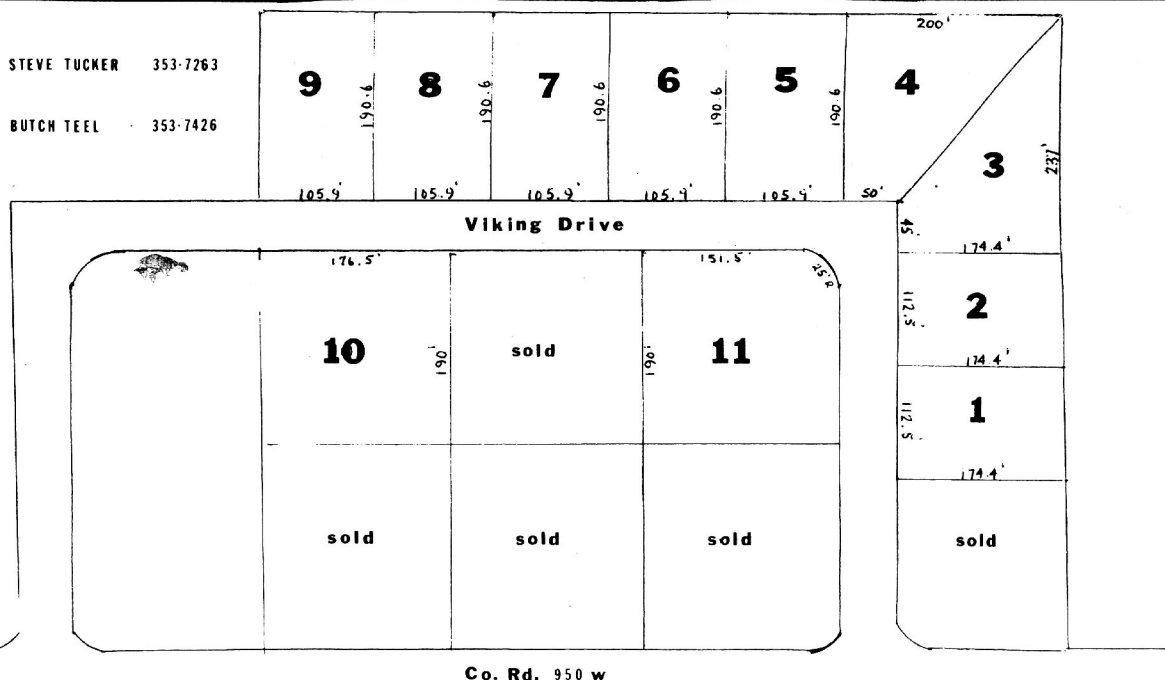 200'
STEVE TUCKER 353-7263
BUTCH TEEL - 353-7426
9 8 7 6 5 4
190.6 190.6 190.6 190.6 190.6
3
237'
105.9' 105.9' 105.9' 105.9' 105.9' 50'
Viking Drive
45'
174.4'
176.5' 151.5' 25'R
112.5' 2
10 190' sold 190' 11
174.4'
112.5' 1
174.4'
sold sold sold sold
Co. Rd. 950 w